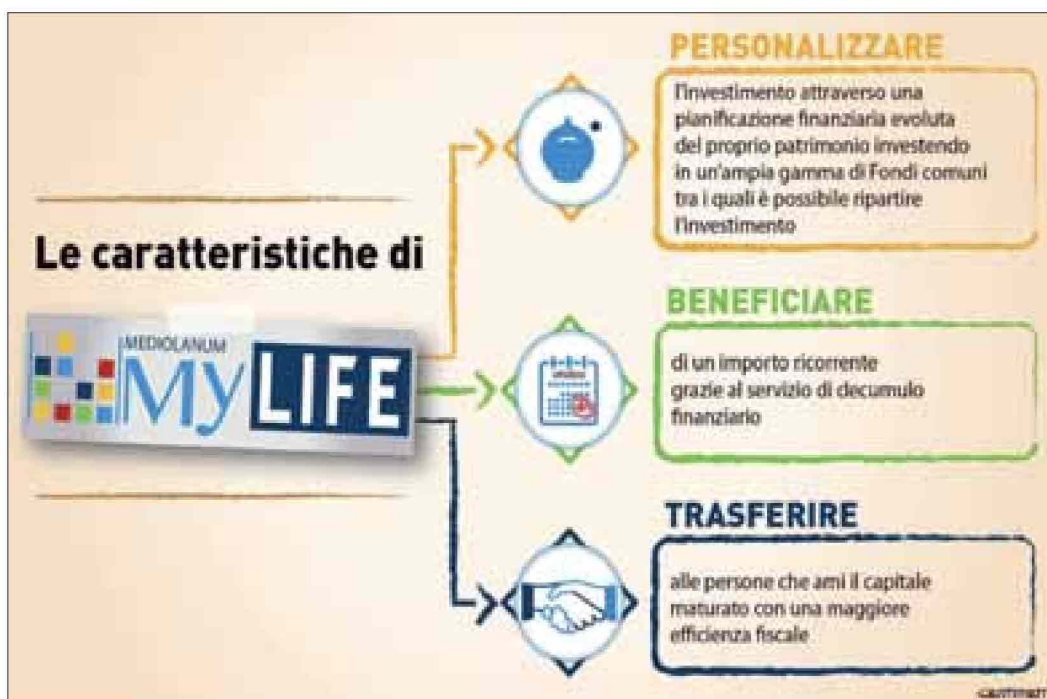 Le caratteristiche di
MEDIOLANUM
My LIFE
PERSONALIZZARE
l'investimento attraverso una
pianificazione finanziaria evoluta
del proprio patrimonio investendo
in un'ampia gamma di Fondi comuni
tra i quali è possibile ripartire
l'investimento
BENEFICIARE
di un importo ricorrente
grazie al servizio di decumulo
finanziario
TRASFERIRE
alle persone che ami il capitale
maturato con una maggiore
efficienza fiscale